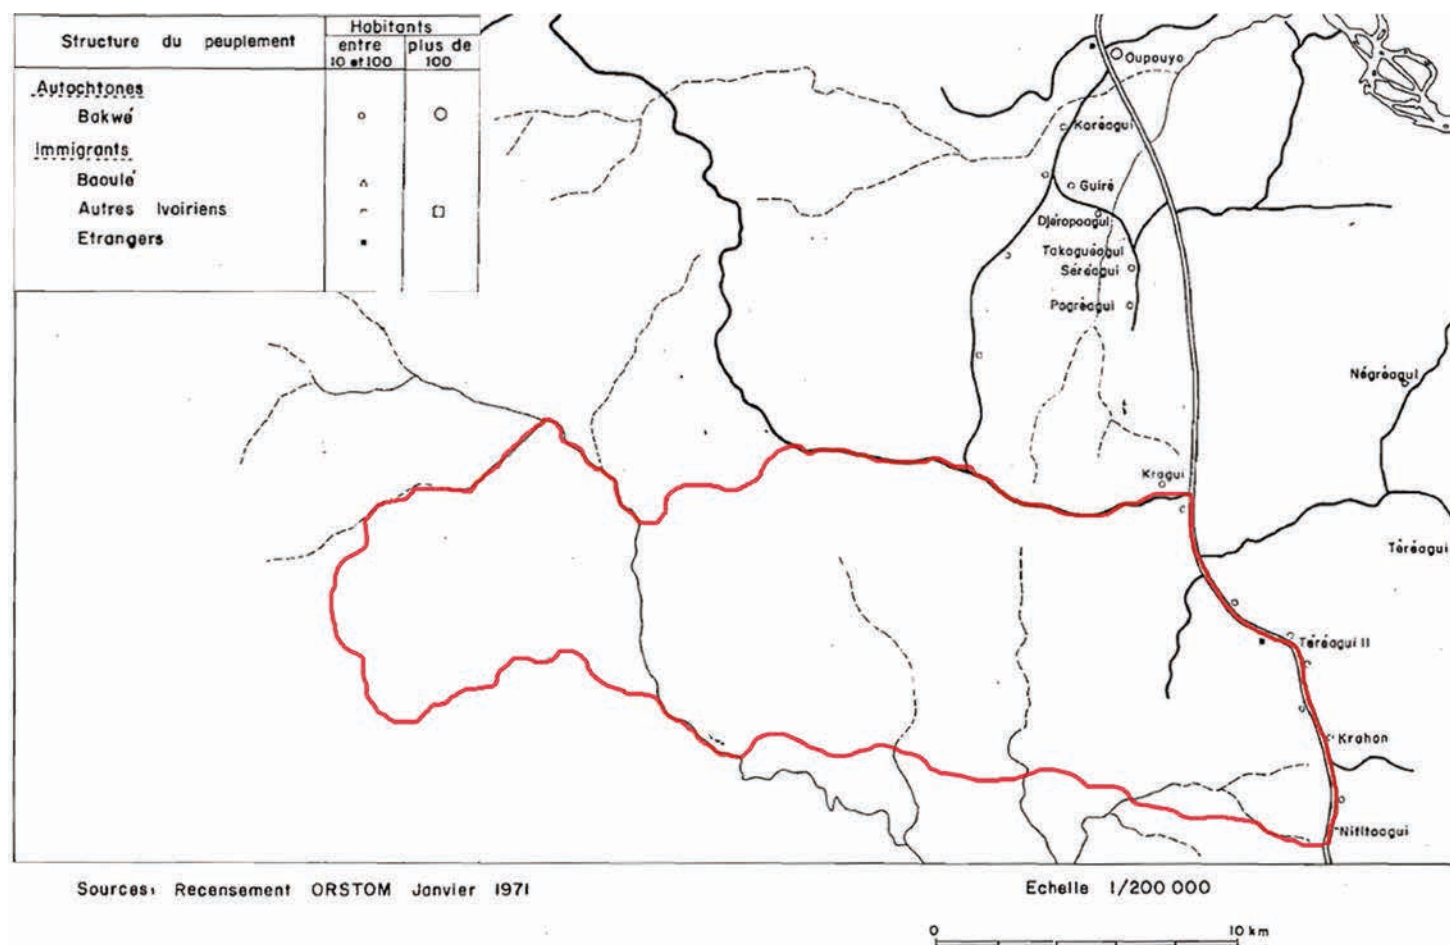 Structure du peuplement
Habitants
entre
10 et 100
plus de
100
Autochtones
Bakwé
Immigrants
Baoulé
Autres Ivoiriens
Etrangers
Oupouyo
Koréagui
Guiré
Djéropoagui
Takoguéagui
Séréagui
Pogréagui
Négréagui
Kragui
Téréagui
Téréagui II
Krohon
Nitiltoagui
Sources: Recensement ORSTOM Janvier 1971
Echelle 1/200 000
0 10 km